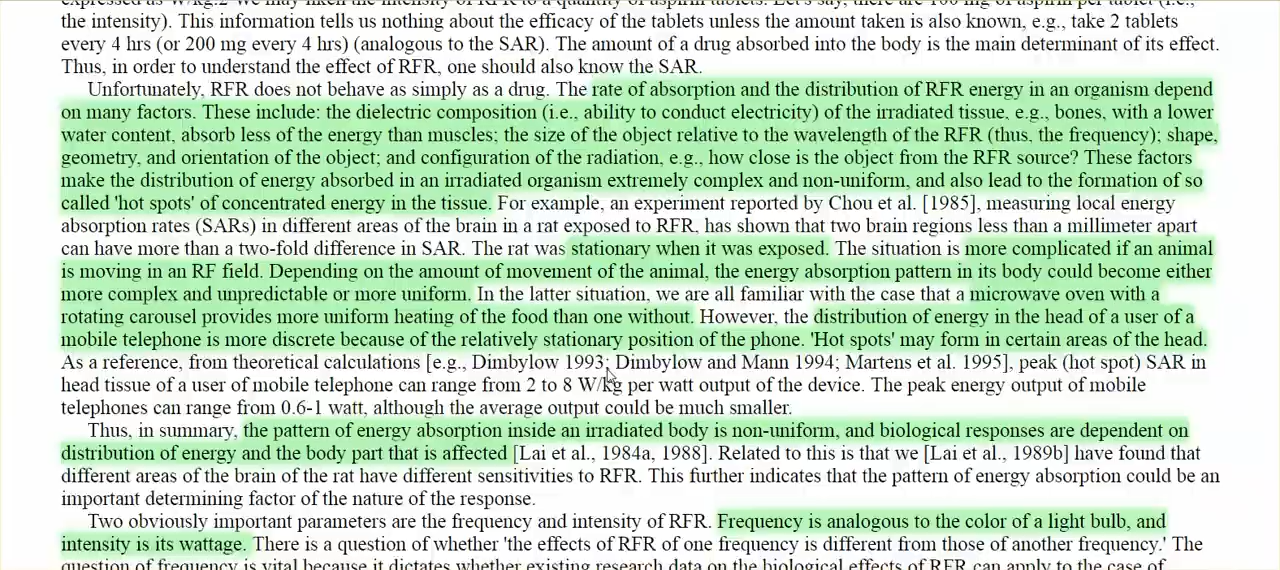 the intensity). This information tells us nothing about the efficacy of the tablets unless the amount taken is also known, e.g., take 2 tablets
every 4 hrs (or 200 mg every 4 hrs) (analogous to the SAR). The amount of a drug absorbed into the body is the main determinant of its effect.
Thus, in order to understand the effect of RFR, one should also know the SAR.
Unfortunately, RFR does not behave as simply as a drug. The rate of absorption and the distribution of RFR energy in an organism depend
on many factors. These include: the dielectric composition (i.e., ability to conduct electricity) of the irradiated tissue, e.g., bones, with a lower
water content, absorb less of the energy than muscles; the size of the object relative to the wavelength of the RFR (thus, the frequency); shape,
geometry, and orientation of the object; and configuration of the radiation, e.g., how close is the object from the RFR source? These factors
make the distribution of energy absorbed in an irradiated organism extremely complex and non-uniform, and also lead to the formation of so
called 'hot spots' of concentrated energy in the tissue. For example, an experiment reported by Chou et al. [1985], measuring local energy
absorption rates (SARs) in different areas of the brain in a rat exposed to RFR, has shown that two brain regions less than a millimeter apart
can have more than a two-fold difference in SAR. The rat was stationary when it was exposed. The situation is more complicated if an animal
is moving in an RF field. Depending on the amount of movement of the animal, the energy absorption pattern in its body could become either
more complex and unpredictable or more uniform. In the latter situation, we are all familiar with the case that a microwave oven with a
rotating carousel provides more uniform heating of the food than one without. However, the distribution of energy in the head of a user of a
mobile telephone is more discrete because of the relatively stationary position of the phone. 'Hot spots' may form in certain areas of the head.
As a reference, from theoretical calculations [e.g., Dimbylow 1993; Dimbylow and Mann 1994; Martens et al. 1995], peak (hot spot) SAR in
head tissue of a user of mobile telephone can range from 2 to 8 W/kg per watt output of the device. The peak energy output of mobile
telephones can range from 0.6-1 watt, although the average output could be much smaller.
Thus, in summary, the pattern of energy absorption inside an irradiated body is non-uniform, and biological responses are dependent on
distribution of energy and the body part that is affected [Lai et al., 1984a, 1988]. Related to this is that we [Lai et al., 1989b] have found that
different areas of the brain of the rat have different sensitivities to RFR. This further indicates that the pattern of energy absorption could be an
important determining factor of the nature of the response.
Two obviously important parameters are the frequency and intensity of RFR. Frequency is analogous to the color of a light bulb, and
intensity is its wattage. There is a question of whether 'the effects of RFR of one frequency is different from those of another frequency.' The
question of frequency is vital because it dictates whether existing research data on the biological effects of RFR can apply to the case of